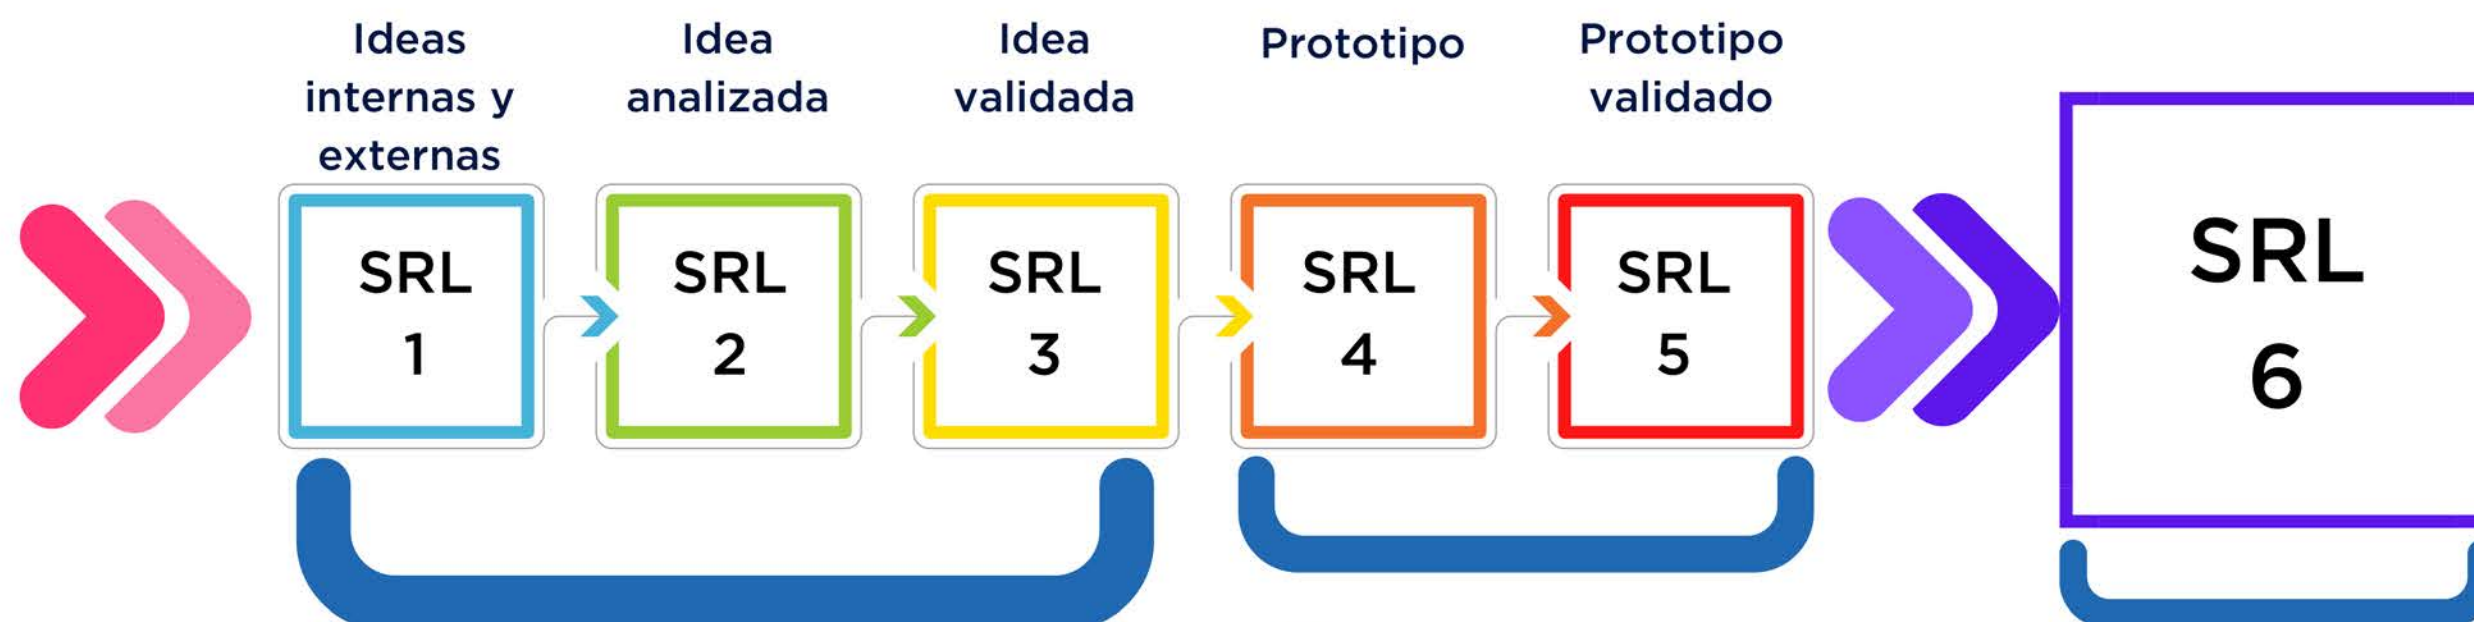 Ideas
internas y
externas
Idea
analizada
Idea
validada
Prototipo
Prototipo
validado
SRL
1
SRL
2
SRL
3
SRL
4
SRL
5
SRL
6